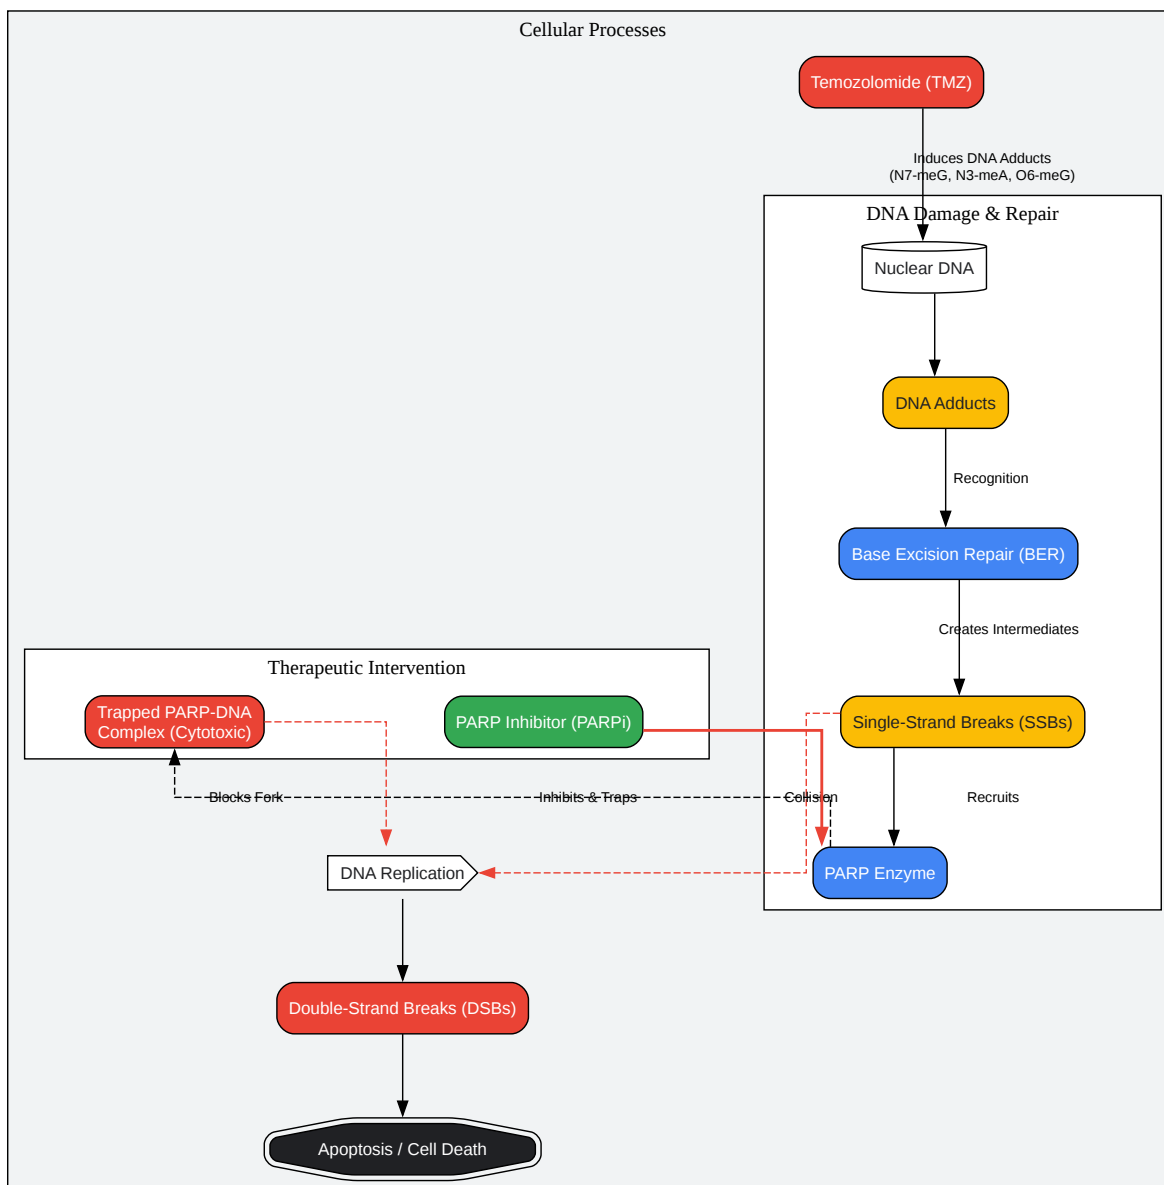 Cellular Processes
Temozolomide (TMZ)
Induces DNA Adducts
(N7-meG, N3-meA, O6-meG)
DNA Damage & Repair
Nuclear DNA
DNA Adducts
Recognition
Base Excision Repair (BER)
Creates Intermediates
Therapeutic Intervention
Trapped PARP-DNA
Complex (Cytotoxic)
PARP Inhibitor (PARPi)
Single-Strand Breaks (SSBs)
Blocks Fork
Inhibits & Traps
Collision
Recruits
DNA Replication
PARP Enzyme
Double-Strand Breaks (DSBs)
Apoptosis / Cell Death